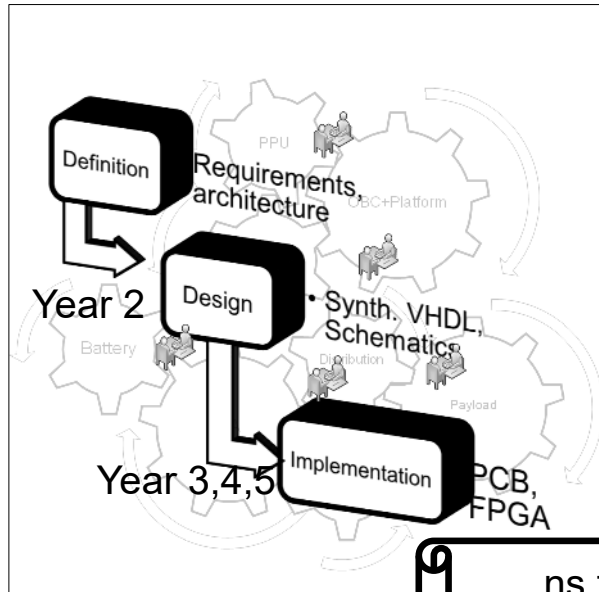 PPU
Definition
Requirements,
architecture
OBC+Platform
Year 2
Design
• Synth. VHDL,
Schematics
Battery
Distribution
Payload
Year 3,4,5
Implementation
PCB,
FPGA
ns